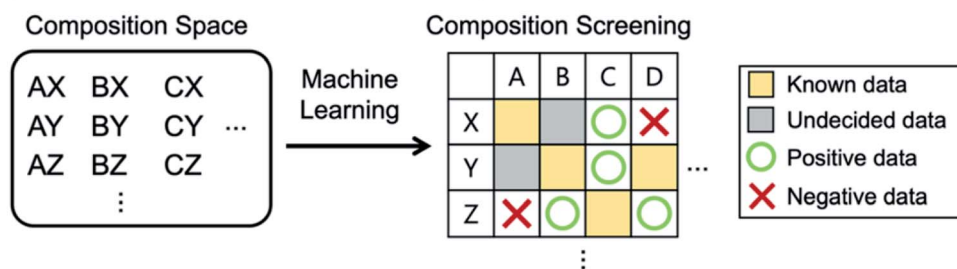 Composition Space
AX BX CX
AY BY CY ...
AZ BZ CZ
⋮
Machine
Learning
Composition Screening
A B C D
X
Y ...
Z
⋮
Known data
Undecided data
Positive data
Negative data